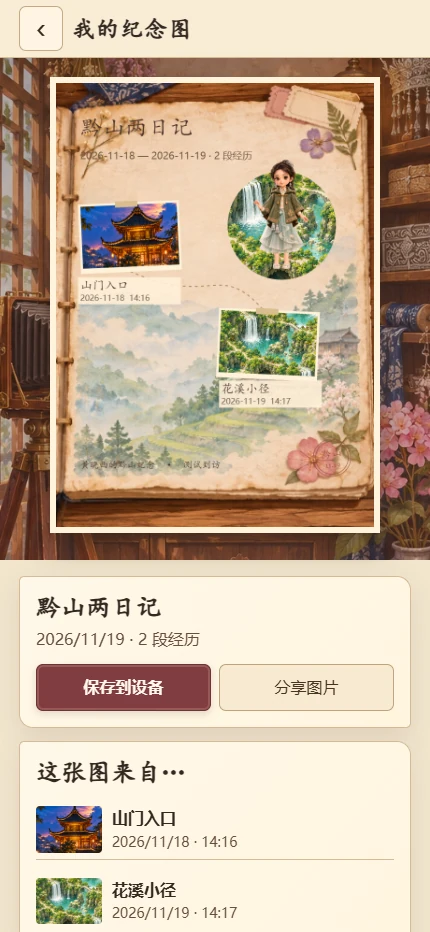 ‹ 我的纪念图
黔山两日记
2026-11-18 — 2026-11-19 · 2 段经历
山门入口
2026-11-18 14:16
花溪小径
2026-11-19 14:17
测试到访
黔山两日记
2026/11/19 · 2 段经历
保存到设备
分享图片
这张图来自···
山门入口
2026/11/18 · 14:16
花溪小径
2026/11/19 · 14:17